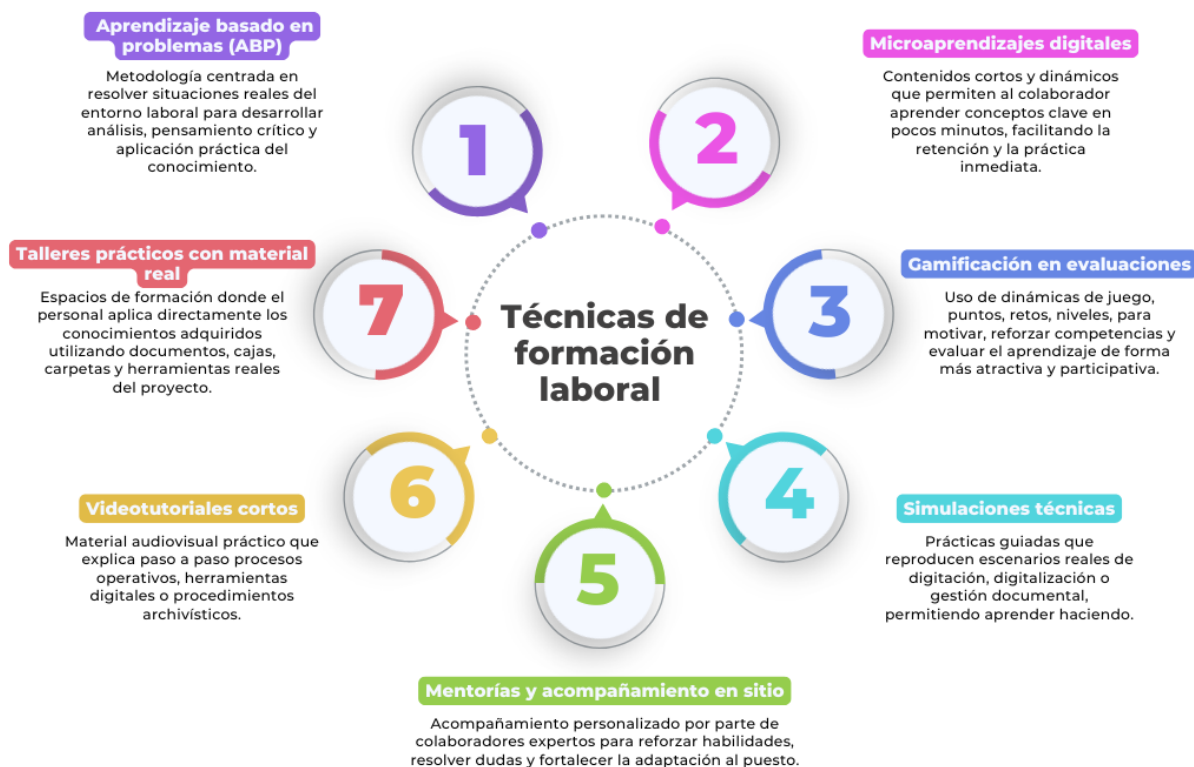 Técnicas de
formación
laboral
1
Aprendizaje basado en
problemas (ABP)
Metodología centrada en
resolver situaciones reales del
entorno laboral para desarrollar
análisis, pensamiento crítico y
aplicación práctica del
conocimiento.
2
Microaprendizajes digitales
Contenidos cortos y dinámicos
que permiten al colaborador
aprender conceptos clave en
pocos minutos, facilitando la
retención y la práctica
inmediata.
3
Gamificación en evaluaciones
Uso de dinámicas de juego,
puntos, retos, niveles, para
motivar, reforzar competencias y
evaluar el aprendizaje de forma
más atractiva y participativa.
4
Simulaciones técnicas
Prácticas guiadas que
reproducen escenarios reales de
digitación, digitalización o
gestión documental,
permitiendo aprender haciendo.
5
Mentorías y acompañamiento en sitio
Acompañamiento personalizado por parte de
colaboradores expertos para reforzar habilidades,
resolver dudas y fortalecer la adaptación al puesto.
6
Videotutoriales cortos
Material audiovisual práctico que
explica paso a paso procesos
operativos, herramientas
digitales o procedimientos
archivísticos.
7
Talleres prácticos con material
real
Espacios de formación donde el
personal aplica directamente los
conocimientos adquiridos
utilizando documentos, cajas,
carpetas y herramientas reales
del proyecto.